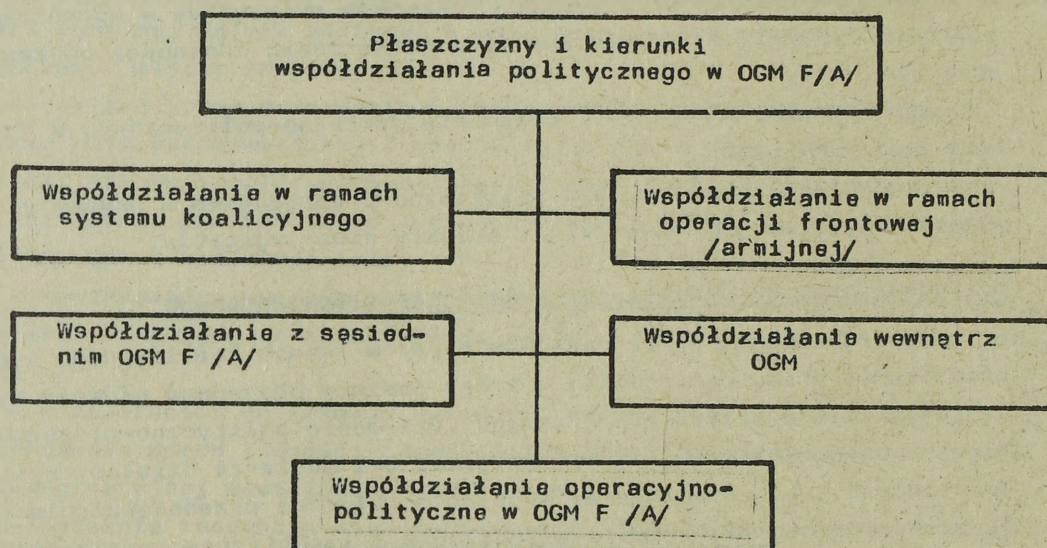 Płaszczyzny i kierunki
współdziałania politycznego w OGM F/A/
Współdziałanie w ramach
systemu koalicyjnego
Współdziałanie w ramach
operacji frontowej
/armijnej/
Współdziałanie z sąsied-
nim OGM F /A/
Współdziałanie wewnętrz
OGM
Współdziałanie operacyjno-
polityczne w OGM F /A/